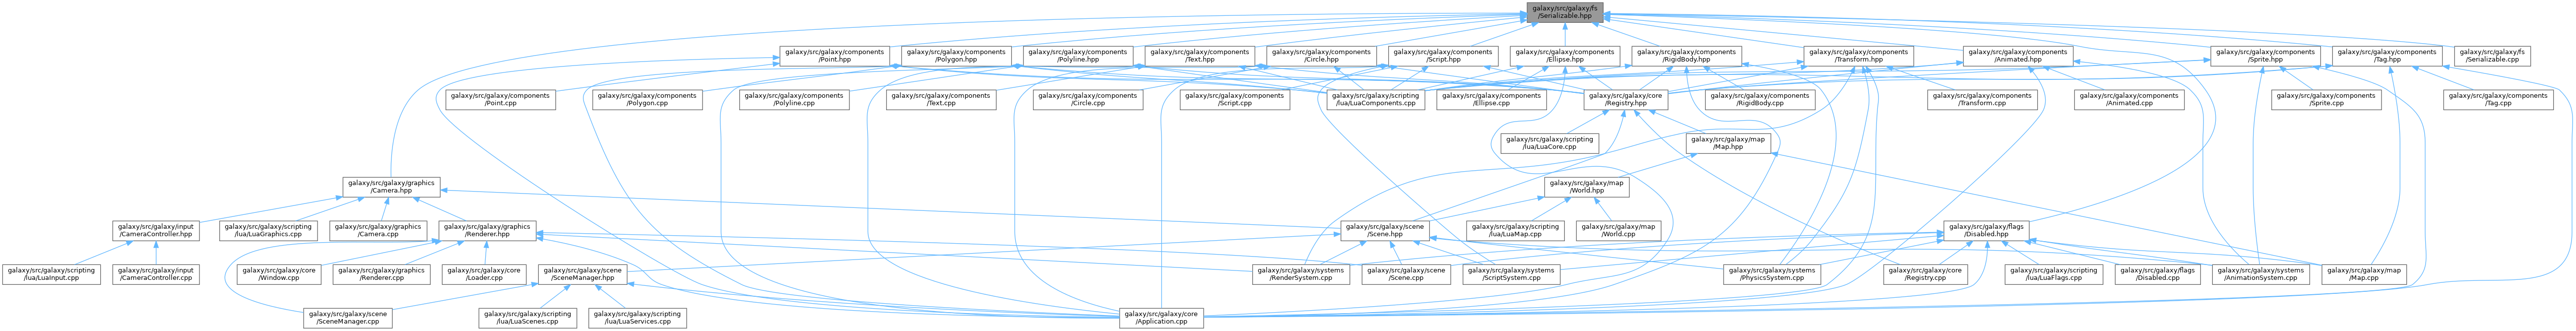 galaxy/src/galaxy/fs
/Serializable.hpp
galaxy/src/galaxy/components
/Point.hpp
galaxy/src/galaxy/components
/Polygon.hpp
galaxy/src/galaxy/components
/Polyline.hpp
galaxy/src/galaxy/components
/Text.hpp
galaxy/src/galaxy/components
/Circle.hpp
galaxy/src/galaxy/components
/Script.hpp
galaxy/src/galaxy/components
/Ellipse.hpp
galaxy/src/galaxy/components
/RigidBody.hpp
galaxy/src/galaxy/components
/Transform.hpp
galaxy/src/galaxy/components
/Animated.hpp
galaxy/src/galaxy/components
/Sprite.hpp
galaxy/src/galaxy/components
/Tag.hpp
galaxy/src/galaxy/fs
/Serializable.cpp
galaxy/src/galaxy/components
/Point.cpp
galaxy/src/galaxy/components
/Polygon.cpp
galaxy/src/galaxy/components
/Polyline.cpp
galaxy/src/galaxy/components
/Text.cpp
galaxy/src/galaxy/components
/Circle.cpp
galaxy/src/galaxy/components
/Script.cpp
galaxy/src/galaxy/scripting
/lua/LuaComponents.cpp
galaxy/src/galaxy/components
/Ellipse.cpp
galaxy/src/galaxy/core
/Registry.hpp
galaxy/src/galaxy/components
/RigidBody.cpp
galaxy/src/galaxy/components
/Transform.cpp
galaxy/src/galaxy/components
/Animated.cpp
galaxy/src/galaxy/components
/Sprite.cpp
galaxy/src/galaxy/components
/Tag.cpp
galaxy/src/galaxy/scripting
/lua/LuaCore.cpp
galaxy/src/galaxy/map
/Map.hpp
galaxy/src/galaxy/graphics
/Camera.hpp
galaxy/src/galaxy/map
/World.hpp
galaxy/src/galaxy/input
/CameraController.hpp
galaxy/src/galaxy/scripting
/lua/LuaGraphics.cpp
galaxy/src/galaxy/graphics
/Camera.cpp
galaxy/src/galaxy/graphics
/Renderer.hpp
galaxy/src/galaxy/scene
/Scene.hpp
galaxy/src/galaxy/scripting
/lua/LuaMap.cpp
galaxy/src/galaxy/map
/World.cpp
galaxy/src/galaxy/flags
/Disabled.hpp
galaxy/src/galaxy/scripting
/lua/LuaInput.cpp
galaxy/src/galaxy/input
/CameraController.cpp
galaxy/src/galaxy/core
/Window.cpp
galaxy/src/galaxy/graphics
/Renderer.cpp
galaxy/src/galaxy/core
/Loader.cpp
galaxy/src/galaxy/scene
/SceneManager.hpp
galaxy/src/galaxy/systems
/RenderSystem.cpp
galaxy/src/galaxy/scene
/Scene.cpp
galaxy/src/galaxy/systems
/ScriptSystem.cpp
galaxy/src/galaxy/systems
/PhysicsSystem.cpp
galaxy/src/galaxy/core
/Registry.cpp
galaxy/src/galaxy/scripting
/lua/LuaFlags.cpp
galaxy/src/galaxy/flags
/Disabled.cpp
galaxy/src/galaxy/systems
/AnimationSystem.cpp
galaxy/src/galaxy/map
/Map.cpp
galaxy/src/galaxy/scene
/SceneManager.cpp
galaxy/src/galaxy/scripting
/lua/LuaScenes.cpp
galaxy/src/galaxy/scripting
/lua/LuaServices.cpp
galaxy/src/galaxy/core
/Application.cpp